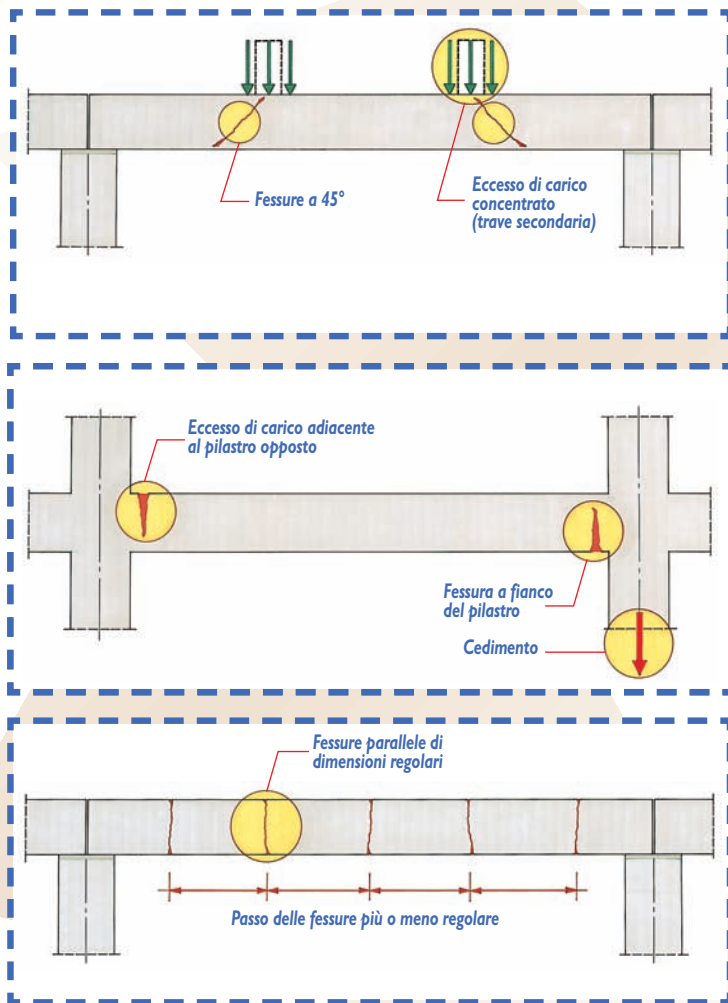 Fessure a 45°
Eccesso di carico
concentrato
(trave secondaria)
Eccesso di carico adiacente
al pilastro opposto
Fessura a fianco
del pilastro
Cedimento
Fessure parallele di
dimensioni regolari
Passo delle fessure più o meno regolare